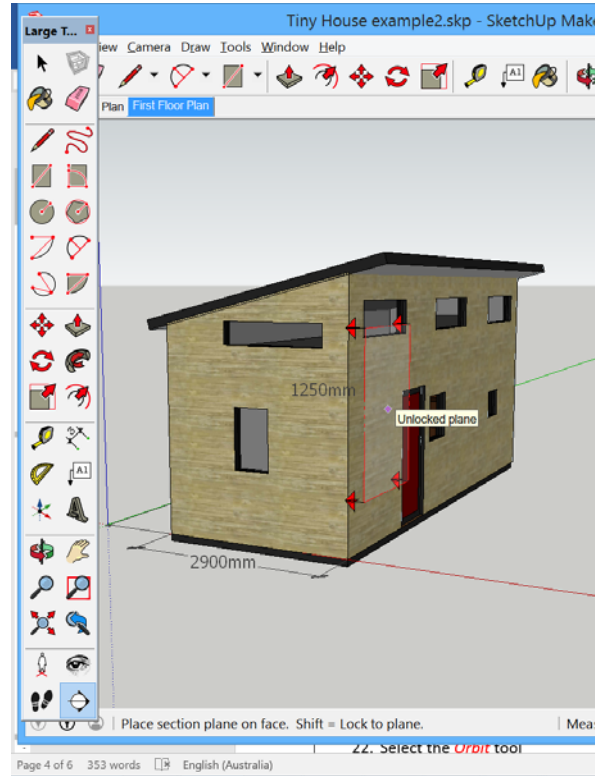 Tiny House example2.skp - SketchUp Make
Large T...
iew Camera Draw Tools Window Help
A1
Plan First Floor Plan
1250mm
Unlocked plane
A1
2900mm
Place section plane on face. Shift = Lock to plane. Meas
22. Select the Orbit tool
Page 4 of 6 353 words English (Australia)